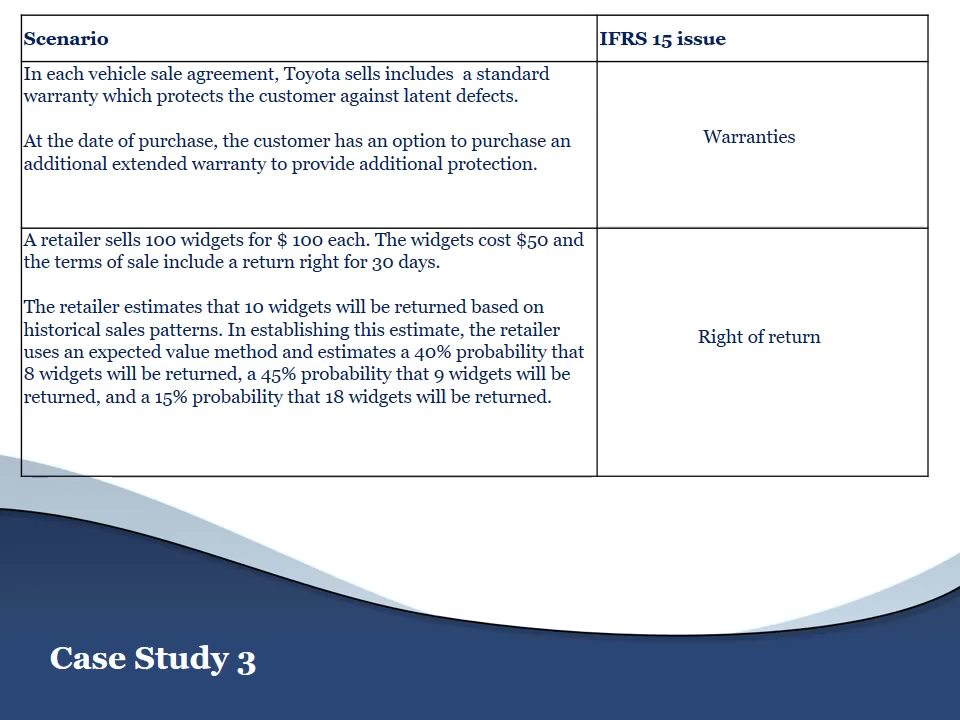 Scenario
IFRS 15 issue
In each vehicle sale agreement, Toyota sells includes  a standard
warranty which protects the customer against latent defects.
At the date of purchase, the customer has an option to purchase an
additional extended warranty to provide additional protection.
Warranties
A retailer sells 100 widgets for $ 100 each. The widgets cost $50 and
the terms of sale include a return right for 30 days.
The retailer estimates that 10 widgets will be returned based on
historical sales patterns. In establishing this estimate, the retailer
uses an expected value method and estimates a 40% probability that
8 widgets will be returned, a 45% probability that 9 widgets will be
returned, and a 15% probability that 18 widgets will be returned.
Right of return
Case Study 3